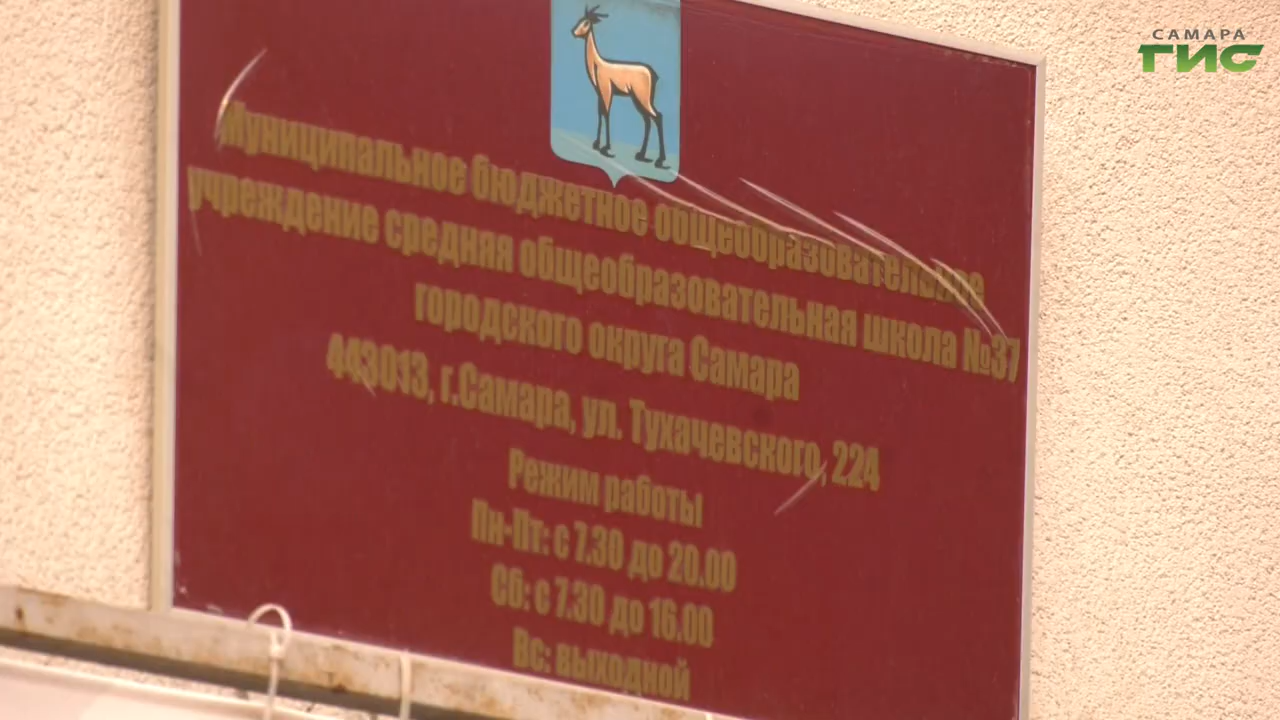 САМАРА
ГИС
Муниципальное бюджетное общеобразовательное
учреждение средняя общеобразовательная школа №37
городского округа Самара
443013, г.Самара, ул. Тухачевского, 224
Режим работы
Пн-Пт: с 7.30 до 20.00
Сб: с 7.30 до 16.00
Вс: выходной